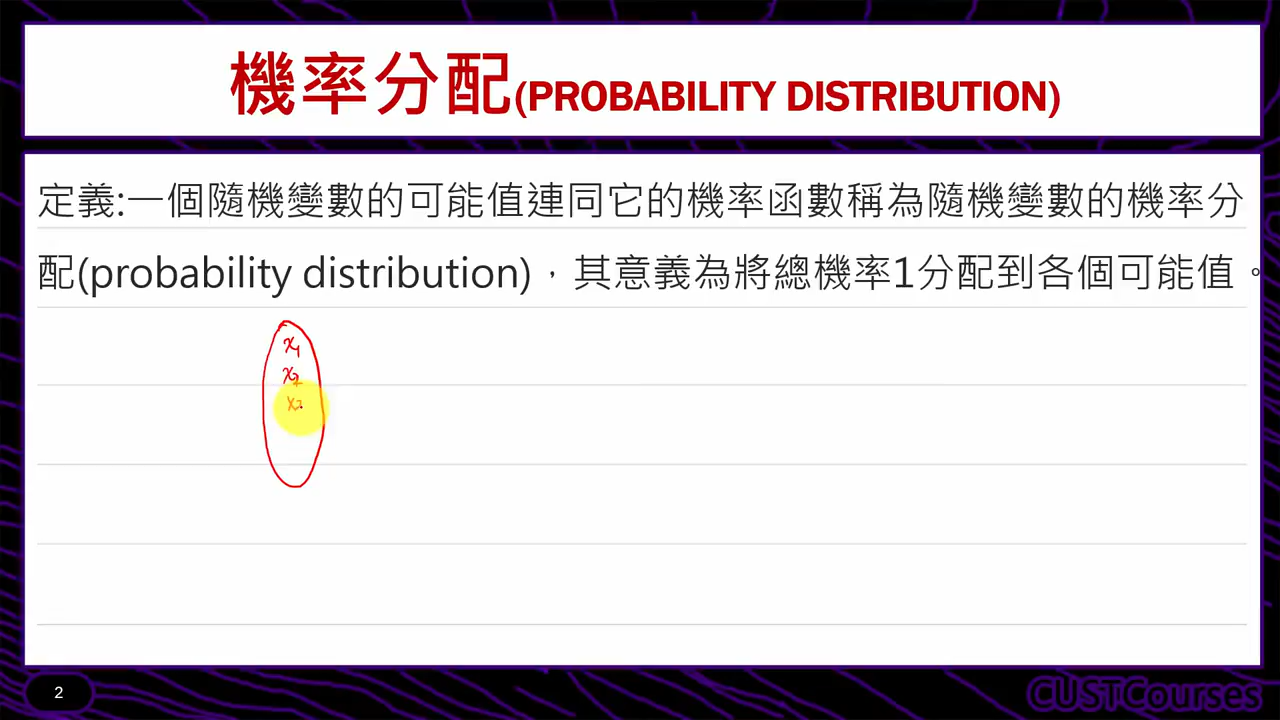 機率分配(PROBABILITY DISTRIBUTION)
定義:一個隨機變數的可能值連同它的機率函數稱為隨機變數的機率分
配(probability distribution)，其意義為將總機率1分配到各個可能值。
x₁
x₂
x₃
2
CUSTCourses